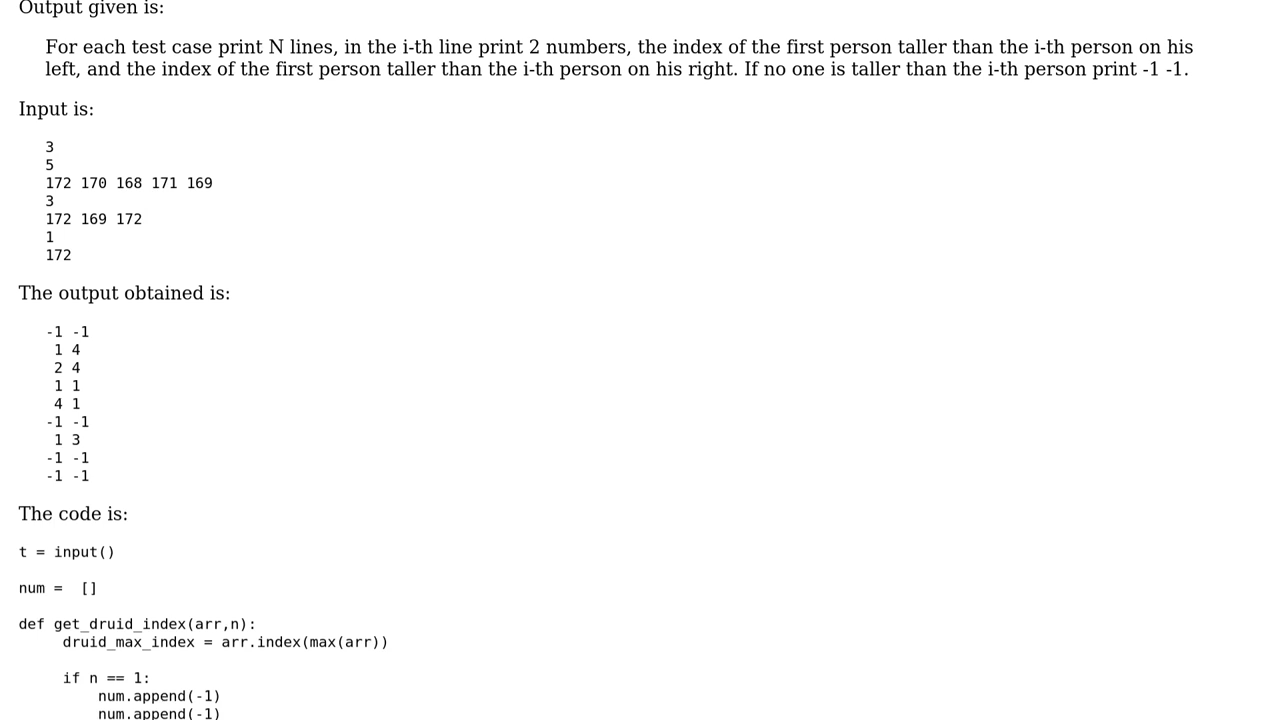 Output given is:
For each test case print N lines, in the i-th line print 2 numbers, the index of the first person taller than the i-th person on his
left, and the index of the first person taller than the i-th person on his right. If no one is taller than the i-th person print -1 -1.
Input is:
3
5
172 170 168 171 169
3
172 169 172
1
172
The output obtained is:
-1 -1
1 4
2 4
1 1
4 1
-1 -1
1 3
-1 -1
-1 -1
The code is:
t = input()
num =  []
def get_druid_index(arr,n):
     druid_max_index = arr.index(max(arr))
     if n == 1:
         num.append(-1)
         num.append(-1)